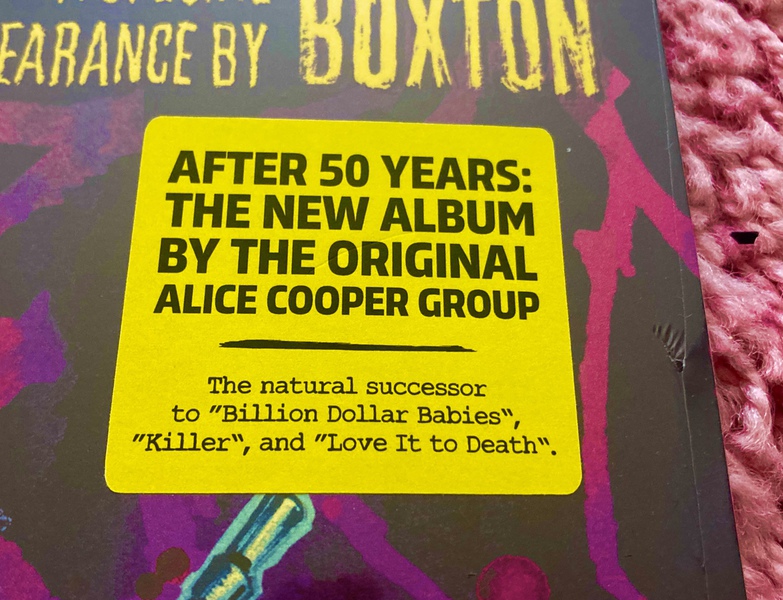 EARANCE BY BUXTON
AFTER 50 YEARS:
THE NEW ALBUM
BY THE ORIGINAL
ALICE COOPER GROUP
The natural successor
to "Billion Dollar Babies“,
"Killer“, and "Love It to Death“.